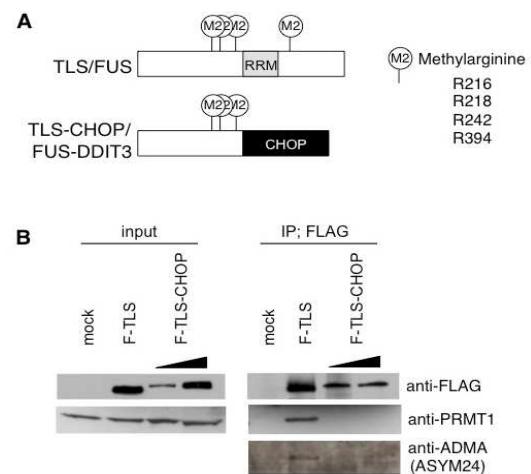 A
M2 M2 M2 M2
TLS/FUS
RRM
M2 2 M2
TLS-CHOP/
FUS-DDIT3
CHOP
M2 Methylarginine
R216
R218
R242
R394
B
input
IP; FLAG
mock
F-TLS
F-TLS-CHOP
mock
F-TLS
F-TLS-CHOP
anti-FLAG
anti-PRMT1
anti-ADMA
(ASYM24)